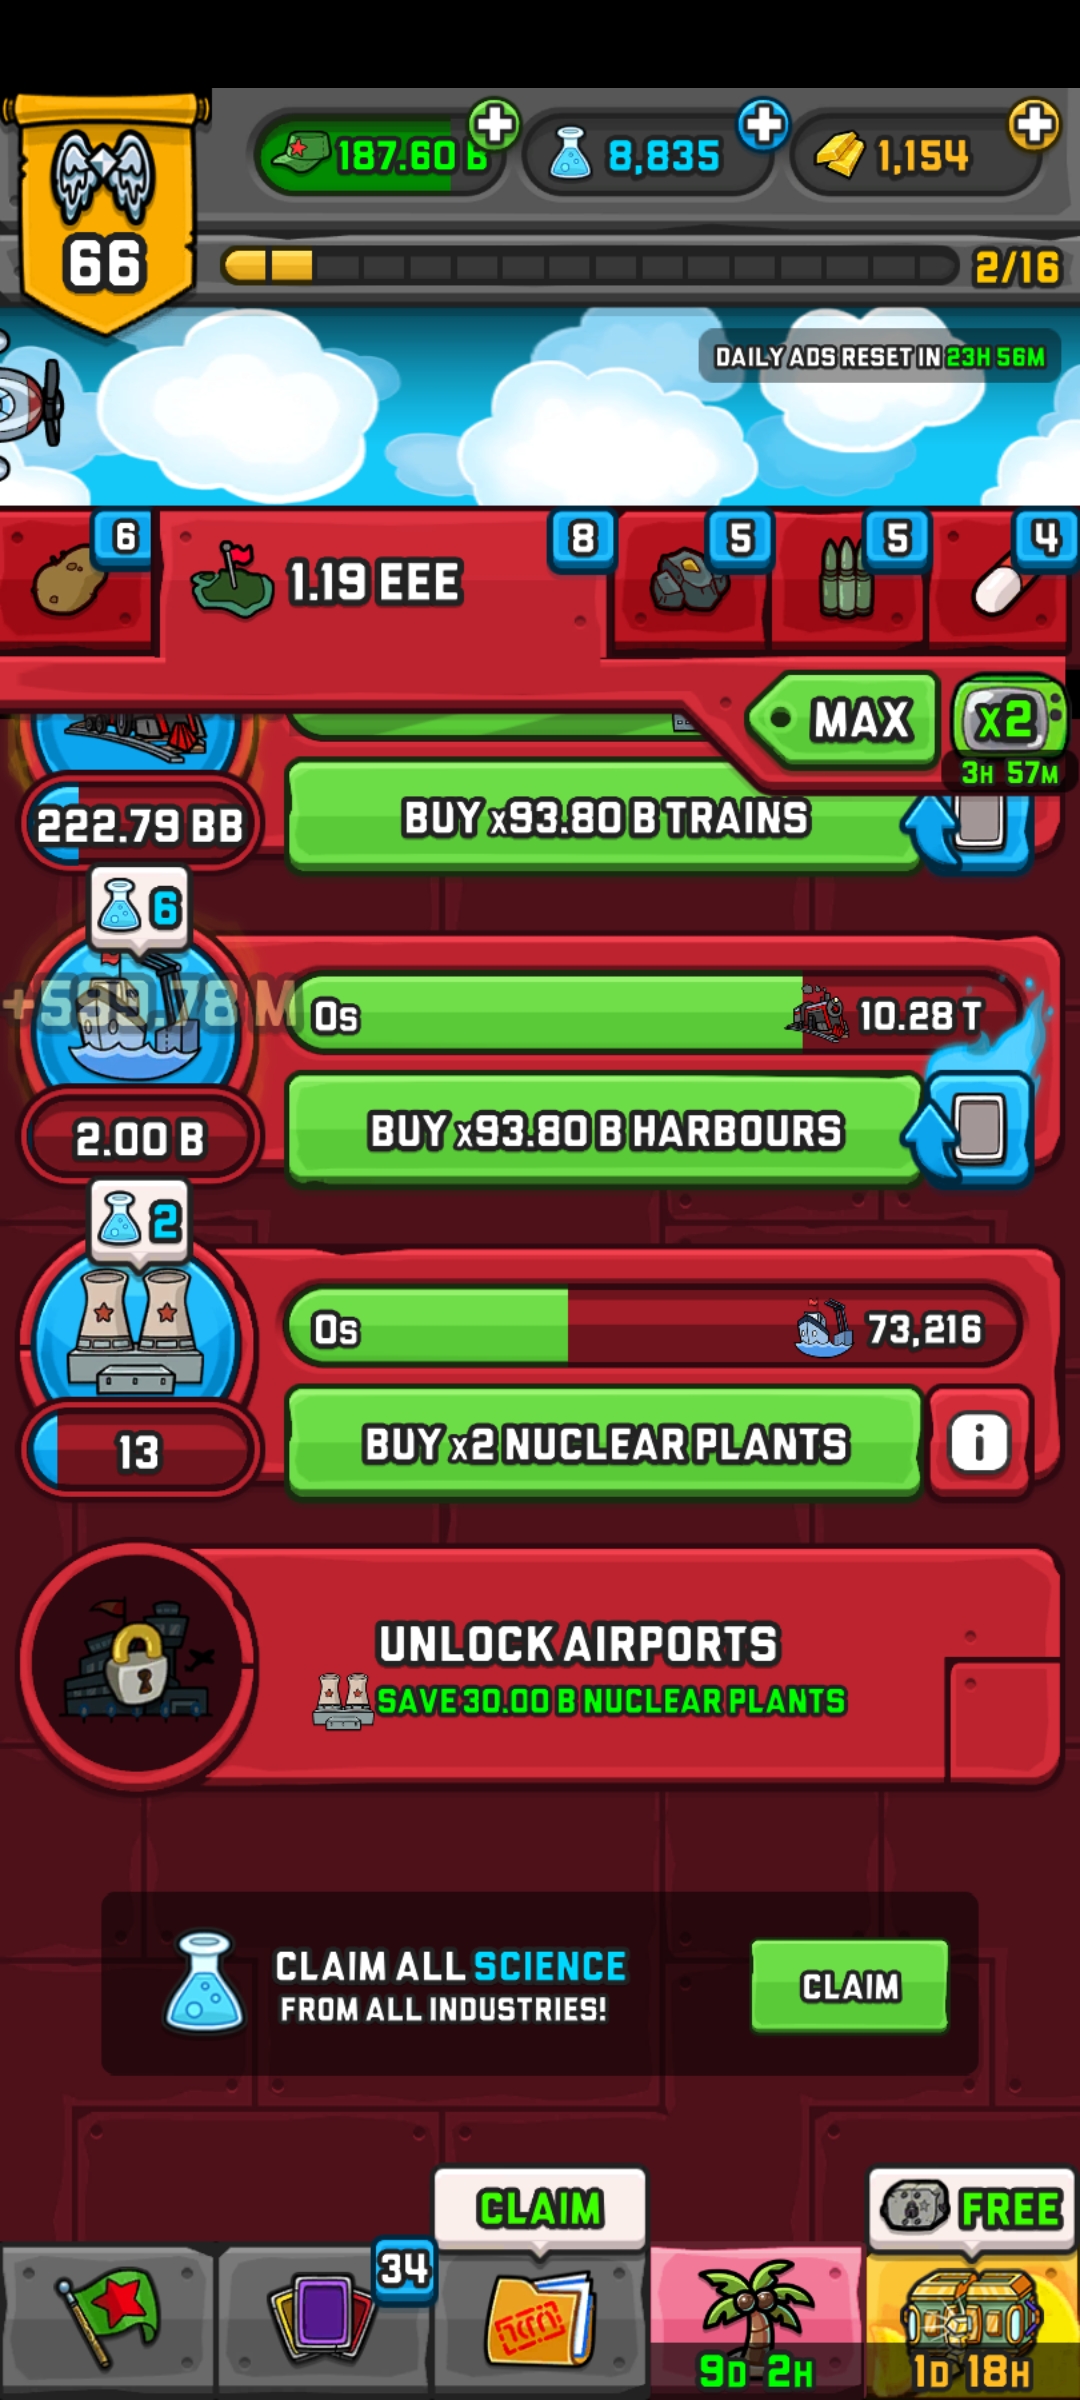 187.60 B
8,835
1,154
66
2/16
DAILY ADS RESET IN 23H 56M
6
1.19 EEE
8
5
5
4
MAX
x2
3H 57M
222.79 BB
BUY x93.80 B TRAINS
6
0s
10.28 T
2.00 B
BUY x93.80 B HARBOURS
2
0s
73,216
13
BUY x2 NUCLEAR PLANTS
i
UNLOCK AIRPORTS
SAVE 30.00 B NUCLEAR PLANTS
CLAIM ALL SCIENCE
FROM ALL INDUSTRIES!
CLAIM
CLAIM
FREE
34
9D 2H
1D 18H